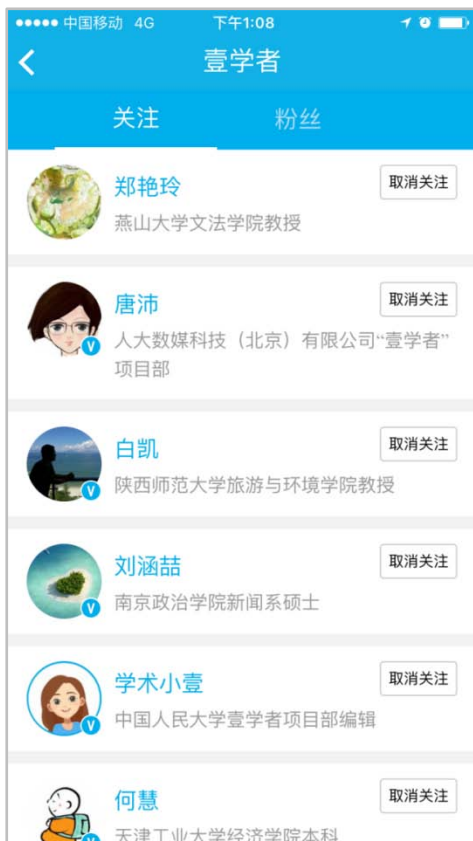 中国移动 4G 下午1:08
壹学者
关注 粉丝
郑艳玲 取消关注
燕山大学文法学院教授
唐沛 取消关注
V
人大数媒科技（北京）有限公司“壹学者”
项目部
白凯 取消关注
V
陕西师范大学旅游与环境学院教授
刘涵喆 取消关注
V
南京政治学院新闻系硕士
学术小壹 取消关注
V
中国人民大学壹学者项目部编辑
何慧 取消关注
天津工业大学经济学院本科